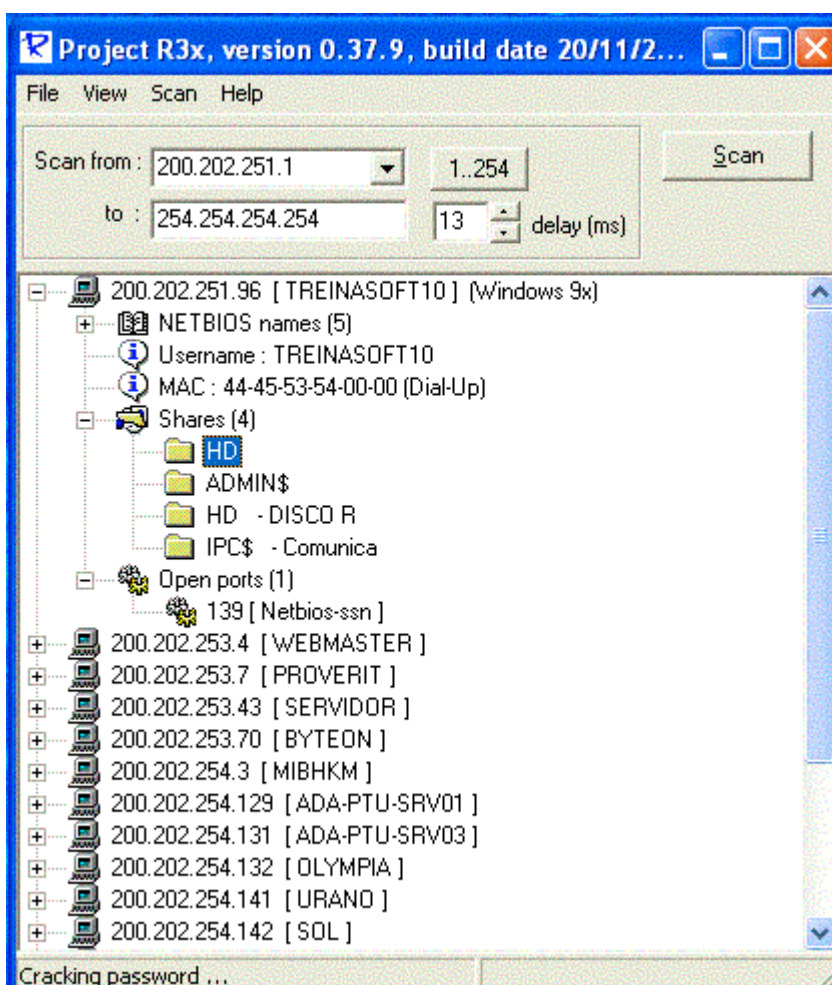 Project R3x, version 0.37.9, build date 20/11/2...
File View Scan Help
Scan from : 200.202.251.1 1..254 Scan
to : 254.254.254.254 13 delay (ms)
200.202.251.96 [ TREINASOFT10 ] (Windows 9x)
NETBIOS names (5)
Username : TREINASOFT10
MAC : 44-45-53-54-00-00 (Dial-Up)
Shares (4)
HD
ADMIN$
HD - DISCO R
IPC$ - Comunica
Open ports (1)
139 [ Netbios-ssn ]
200.202.253.4 [ WEBMASTER ]
200.202.253.7 [ PROVERIT ]
200.202.253.43 [ SERVIDOR ]
200.202.253.70 [ BYTEON ]
200.202.254.3 [ MIBHKM ]
200.202.254.129 [ ADA-PTU-SRV01 ]
200.202.254.131 [ ADA-PTU-SRV03 ]
200.202.254.132 [ OLYMPIA ]
200.202.254.141 [ URANO ]
200.202.254.142 [ SOL ]
Cracking password ...